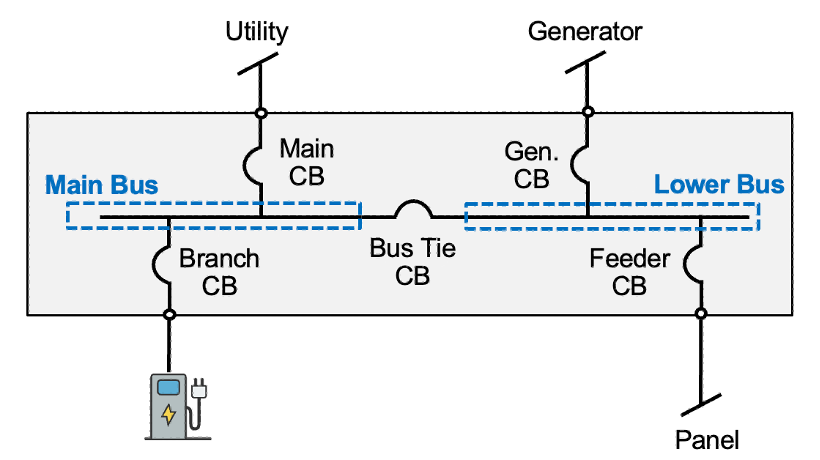 Utility
Generator
Main
CB
Gen.
CB
Main Bus
Lower Bus
Branch
CB
Bus Tie
CB
Feeder
CB
Panel